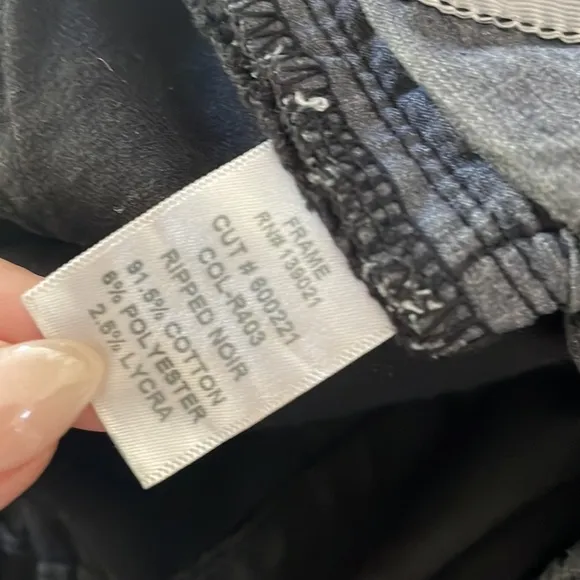 FRAME
RN# 139021
CUT # 600221
COL-R403
RIPPED NOIR
91.5% COTTON
6% POLYESTER
2.5% LYCRA